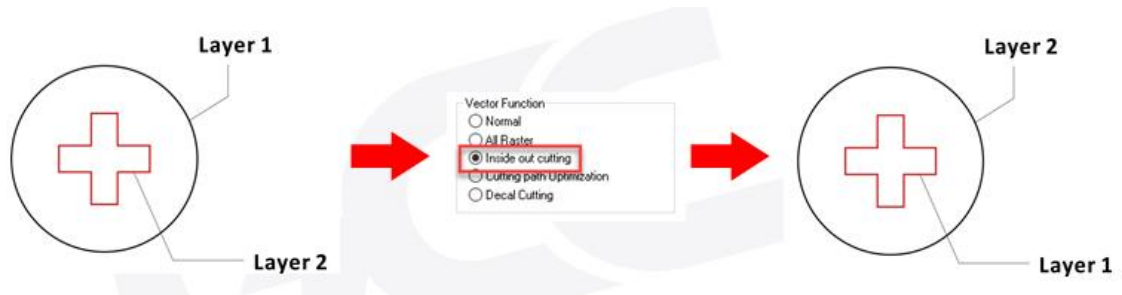 Layer 1
Layer 2
Vector Function
Normal
All Raster
Inside out cutting
Cutting path Optimization
Decal Cutting
Layer 2
Layer 1